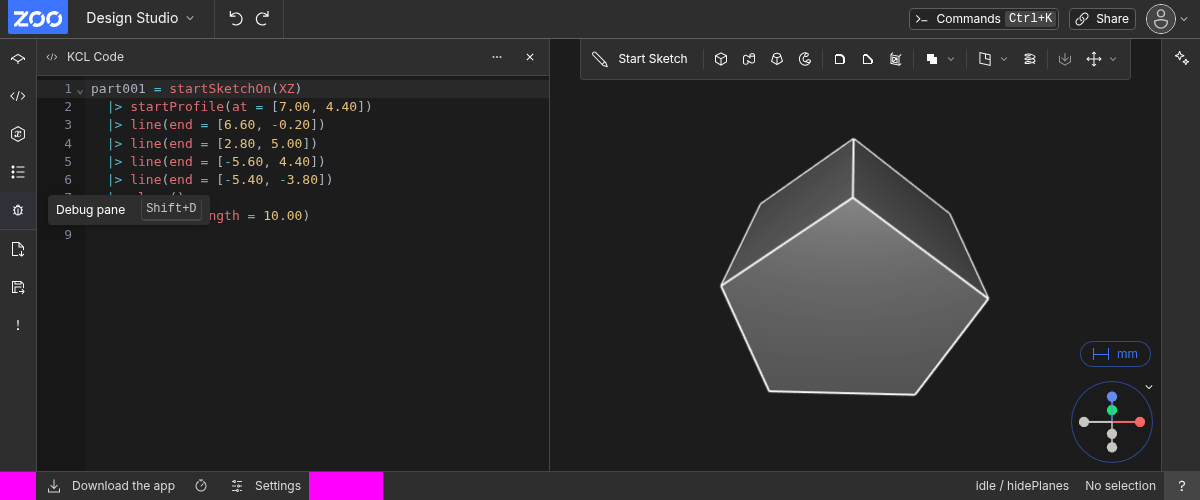 ZOO Design Studio Commands Ctrl+K Share
KCL Code
Start Sketch
1 part001 = startSketchOn(XZ)
2 |> startProfile(at = [7.00, 4.40])
3 |> line(end = [6.60, -0.20])
4 |> line(end = [2.80, 5.00])
5 |> line(end = [-5.60, 4.40])
6 |> line(end = [-5.40, -3.80])
Debug pane Shift+D
ngth = 10.00)
9
mm
Download the app Settings idle / hidePlanes No selection ?